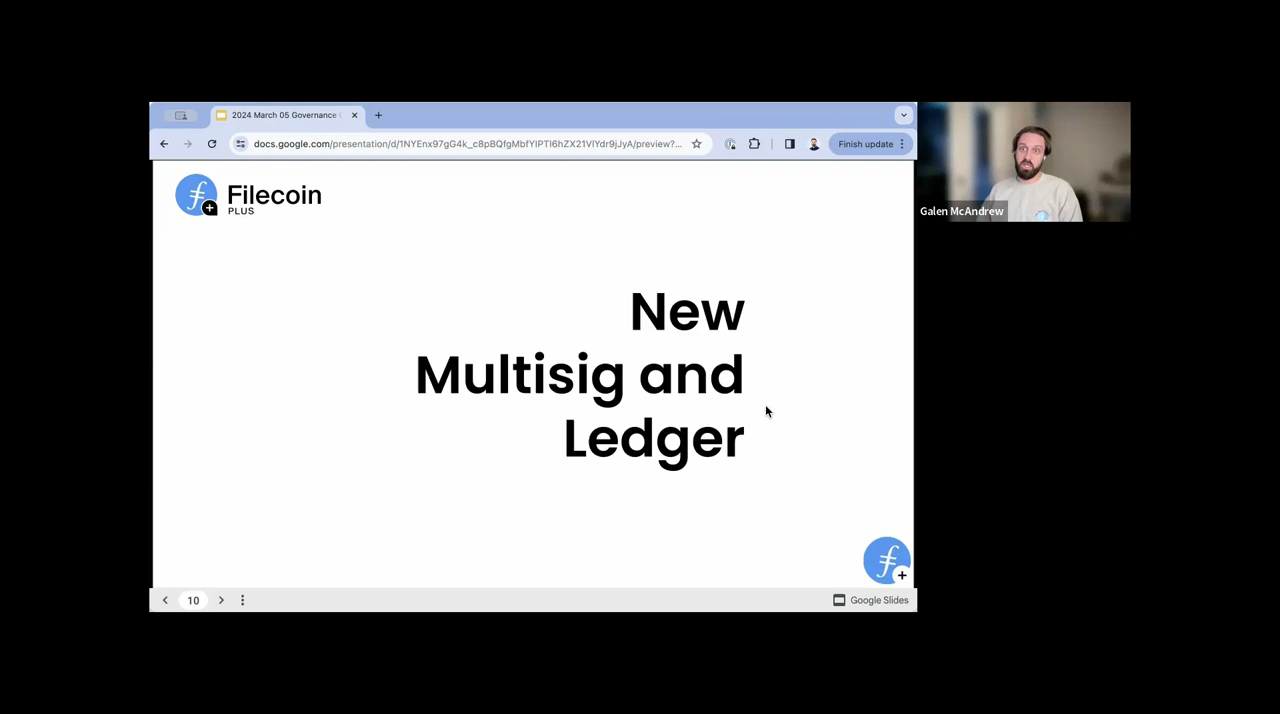 2024 March 05 Governance
docs.google.com/presentation/d/1NYEnx97gG4k_c8pBQfgMbfYIPTI6hZX21VlYdr9jJyA/preview?...
Finish update
Filecoin
PLUS
New
Multisig and
Ledger
10
Google Slides
Galen McAndrew